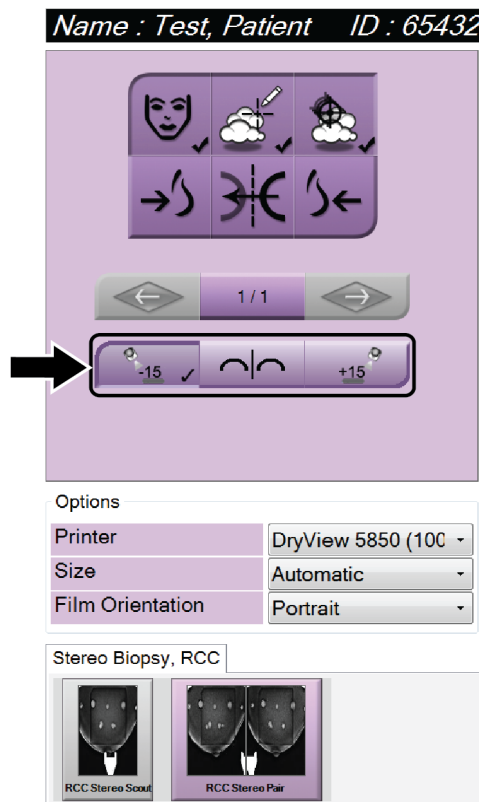 Name : Test, Patient ID : 65432
1 / 1
-15 +15
Options
Printer DryView 5850 (100
Size Automatic
Film Orientation Portrait
Stereo Biopsy, RCC
RCC Stereo Scout RCC Stereo Pair